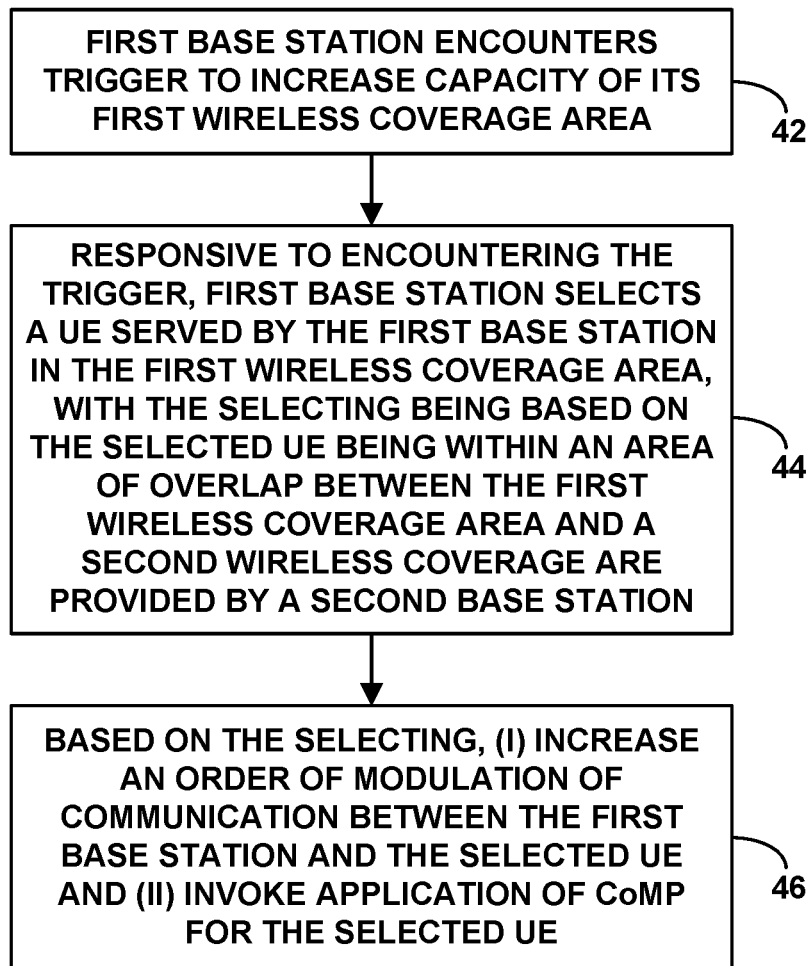 FIRST BASE STATION ENCOUNTERS
TRIGGER TO INCREASE CAPACITY OF ITS
FIRST WIRELESS COVERAGE AREA
42
RESPONSIVE TO ENCOUNTERING THE
TRIGGER, FIRST BASE STATION SELECTS
A UE SERVED BY THE FIRST BASE STATION
IN THE FIRST WIRELESS COVERAGE AREA,
WITH THE SELECTING BEING BASED ON
THE SELECTED UE BEING WITHIN AN AREA
OF OVERLAP BETWEEN THE FIRST
WIRELESS COVERAGE AREA AND A
SECOND WIRELESS COVERAGE ARE
PROVIDED BY A SECOND BASE STATION
44
BASED ON THE SELECTING, (I) INCREASE
AN ORDER OF MODULATION OF
COMMUNICATION BETWEEN THE FIRST
BASE STATION AND THE SELECTED UE
AND (II) INVOKE APPLICATION OF CoMP
FOR THE SELECTED UE
46